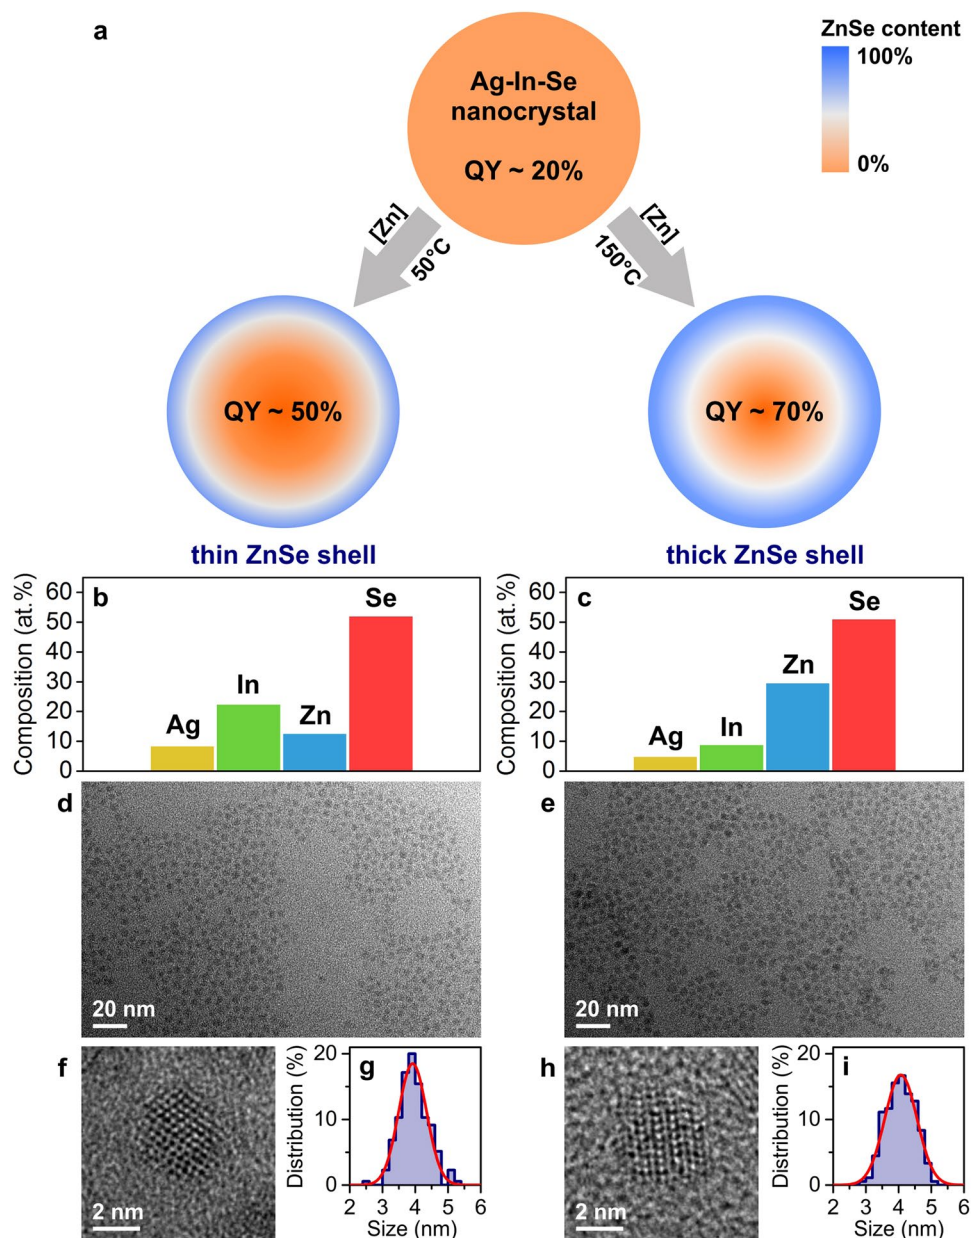 a
ZnSe content
100%
0%
Ag-In-Se
nanocrystal
QY ~ 20%
[Zn]
50°C
[Zn]
150°C
QY ~ 50%
QY ~ 70%
thin ZnSe shell
thick ZnSe shell
b
Composition (at.%)
60
50
40
30
20
10
0
Ag
In
Zn
Se
c
Composition (at.%)
60
50
40
30
20
10
0
Ag
In
Zn
Se
d
20 nm
e
20 nm
f
2 nm
g
Distribution (%)
20
10
0
2 3 4 5 6
Size (nm)
h
2 nm
i
Distribution (%)
20
10
0
2 3 4 5 6
Size (nm)